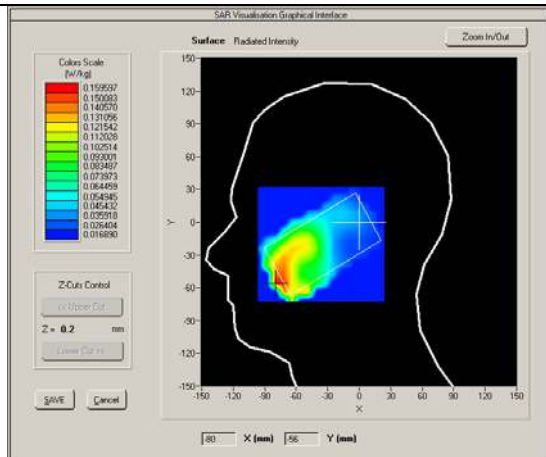 SAR Visualisation Graphical Interface
Surface Radiated Intensity
Zoom In/Out
Colors Scale
(W/kg)
0.159597
0.150083
0.140570
0.131056
0.121542
0.112028
0.102514
0.093001
0.083487
0.073973
0.064459
0.054945
0.045432
0.035918
0.026404
0.016890
Z-Cuts Control
<< Upper Cut
Z = 0.2 mm
Lower Cut >>
SAVE
Cancel
150
120
90
60
30
0
-30
-60
-90
-120
-150
Y
-150 -120 -90 -60 -30 0 30 60 90 120 150
X
-80 X (mm) -56 Y (mm)